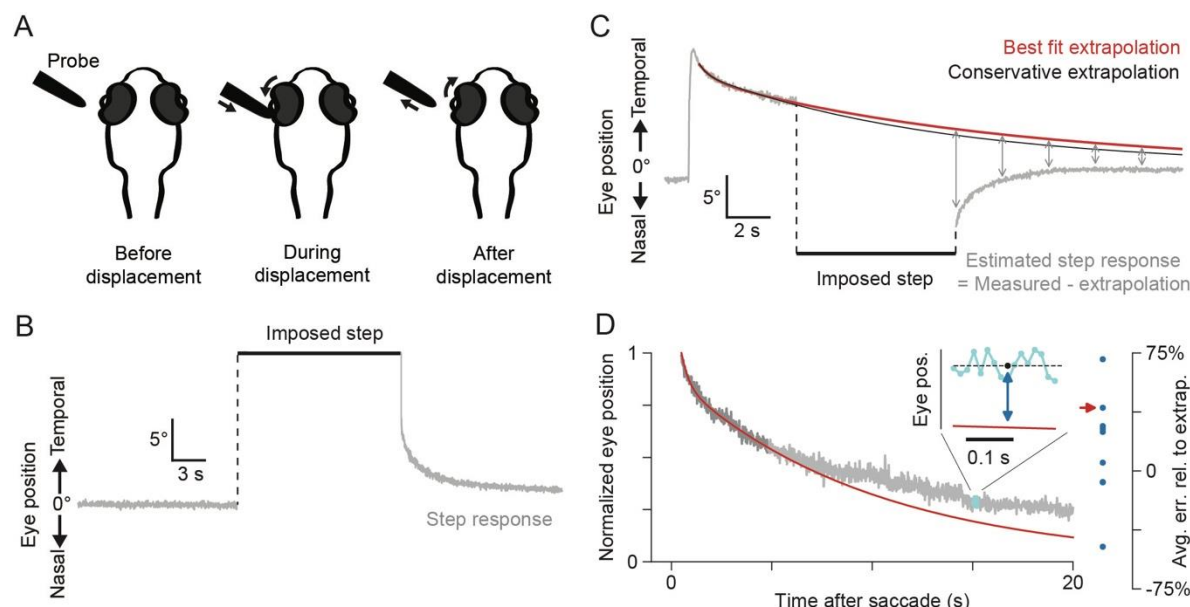 A
Probe
Before
displacement
During
displacement
After
displacement
B
Imposed step
Eye position
Nasal
0°
Temporal
5°
3 s
Step response
C
Best fit extrapolation
Conservative extrapolation
Eye position
Nasal
0°
Temporal
5°
2 s
Imposed step
Estimated step response
= Measured - extrapolation
D
Normalized eye position
1
0
0
20
Time after saccade (s)
Eye pos.
0.1 s
75%
0
-75%
Avg. err. rel. to extrap.